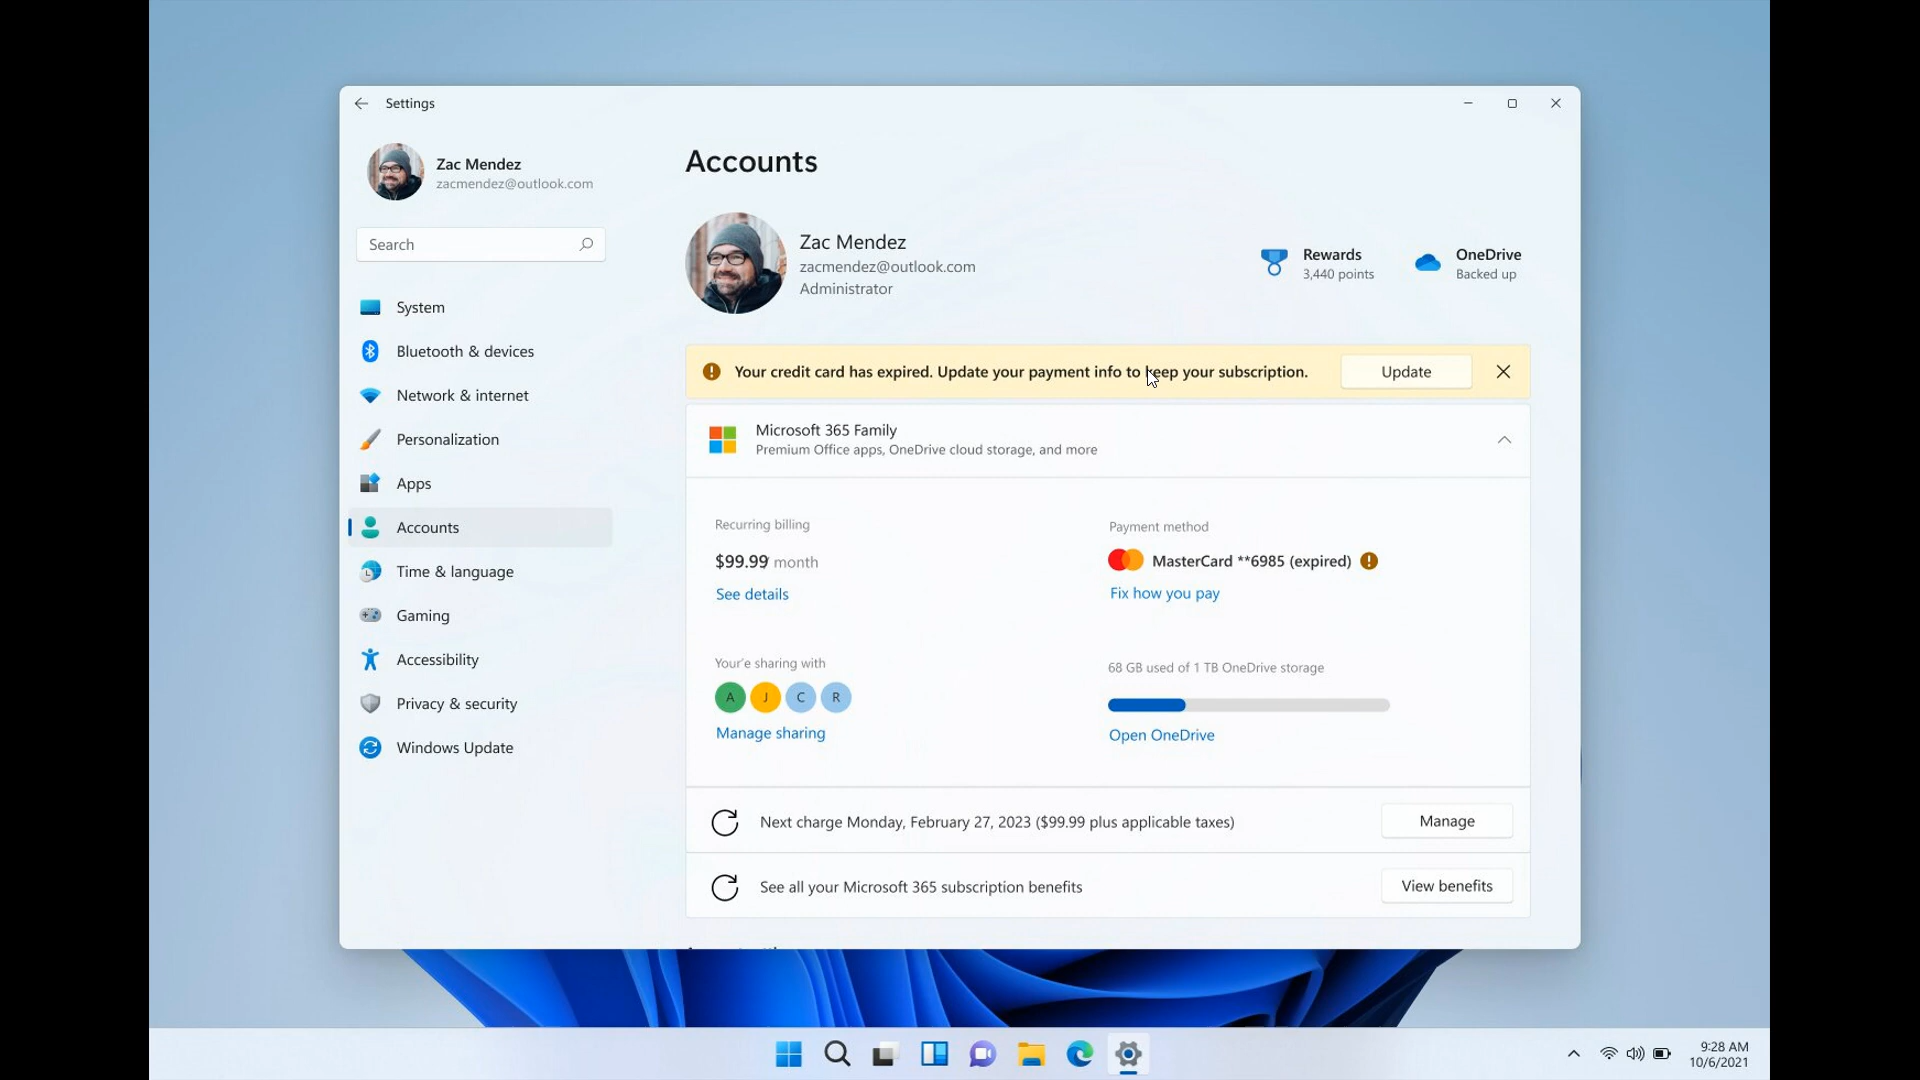 Settings
Zac Mendez
zacmendez@outlook.com
Search
System
Bluetooth & devices
Network & internet
Personalization
Apps
Accounts
Time & language
Gaming
Accessibility
Privacy & security
Windows Update
Accounts
Zac Mendez
zacmendez@outlook.com
Administrator
Rewards
3,440 points
OneDrive
Backed up
Your credit card has expired. Update your payment info to keep your subscription.
Update
Microsoft 365 Family
Premium Office apps, OneDrive cloud storage, and more
Recurring billing
$99.99/ month
See details
Payment method
MasterCard **6985 (expired)
Fix how you pay
Your'e sharing with
A J C R
Manage sharing
68 GB used of 1 TB OneDrive storage
Open OneDrive
Next charge Monday, February 27, 2023 ($99.99 plus applicable taxes)
Manage
See all your Microsoft 365 subscription benefits
View benefits
9:28 AM
10/6/2021